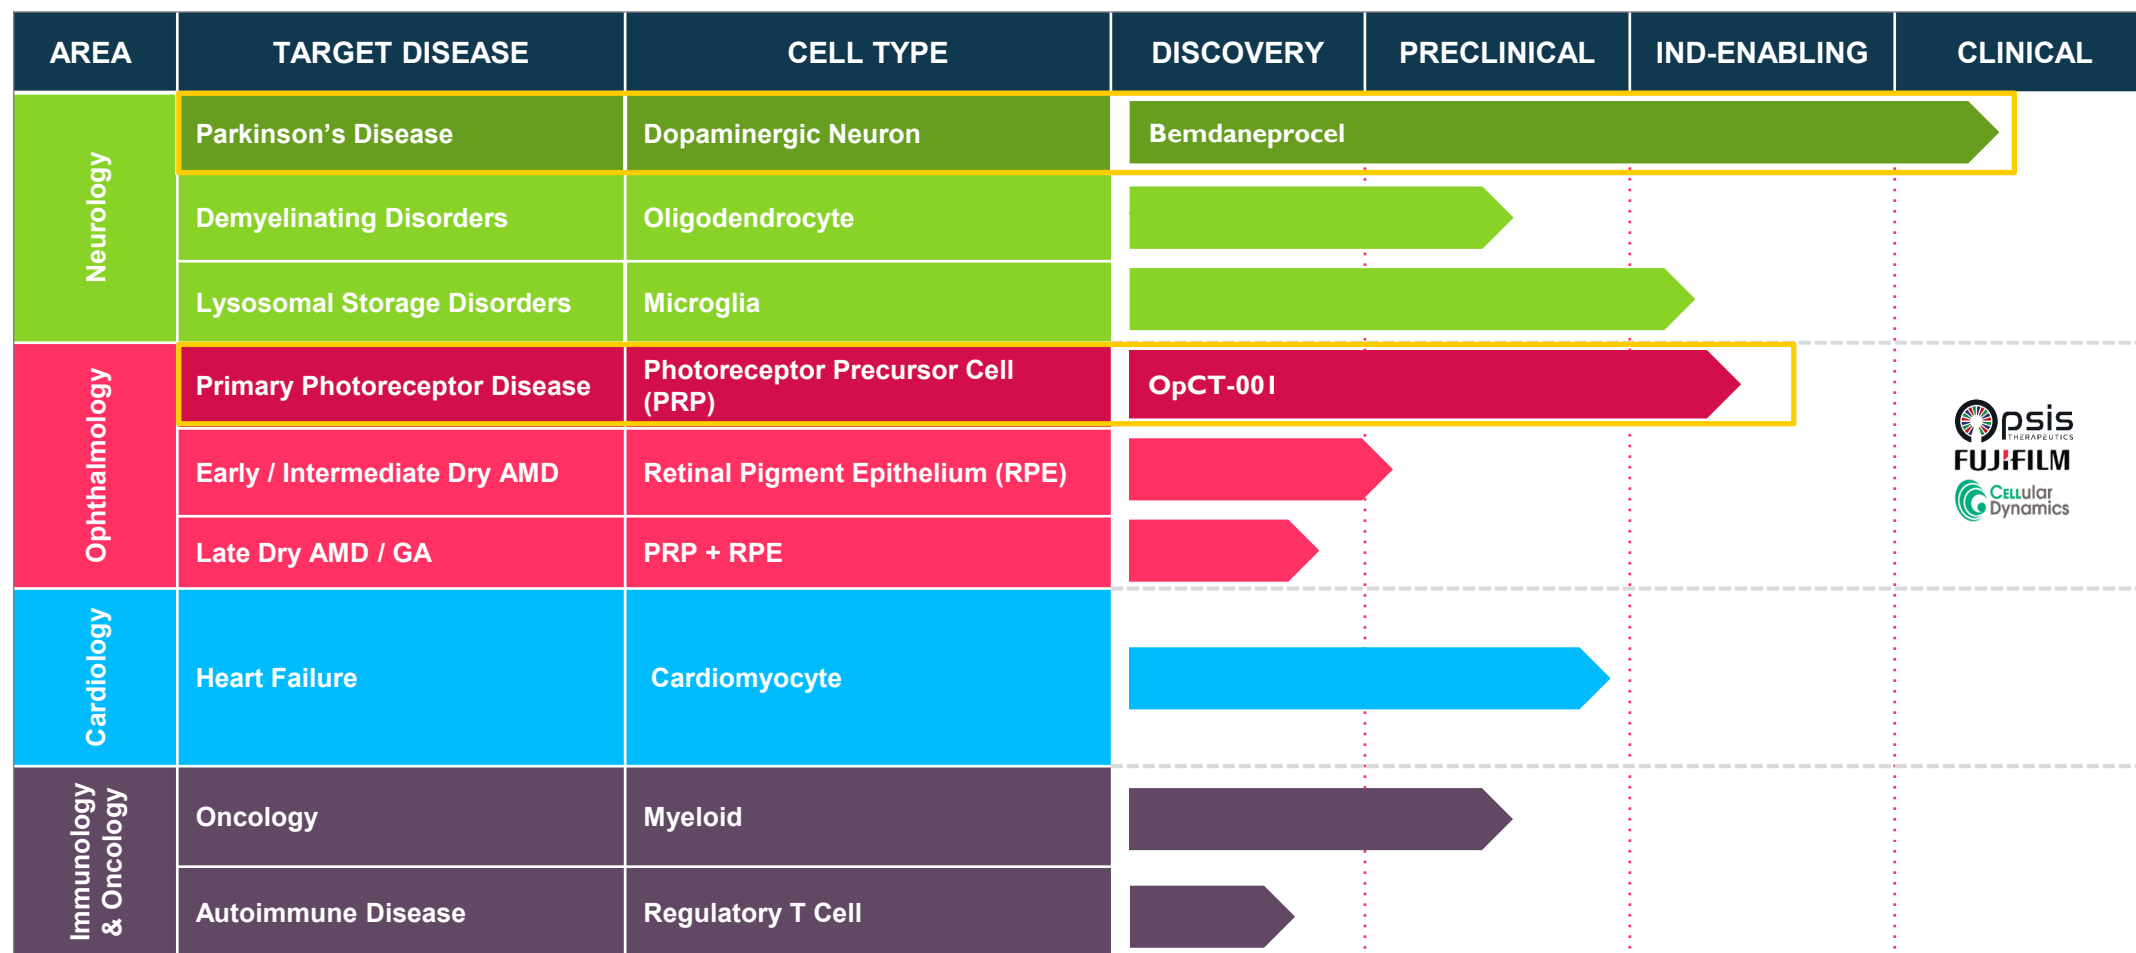 AREA TARGET DISEASE CELL TYPE DISCOVERY PRECLINICAL IND-ENABLING CLINICAL
Neurology
Parkinson’s Disease Dopaminergic Neuron Bemdaneprocel
Demyelinating Disorders Oligodendrocyte
Lysosomal Storage Disorders Microglia
Ophthalmology
Primary Photoreceptor Disease Photoreceptor Precursor Cell
(PRP)
OpCT-001
Early / Intermediate Dry AMD Retinal Pigment Epithelium (RPE)
Late Dry AMD / GA PRP + RPE
Opsis
THERAPEUTICS
FUJIFILM
CELLular
Dynamics
Cardiology
Heart Failure Cardiomyocyte
Immunology
& Oncology
Oncology Myeloid
Autoimmune Disease Regulatory T Cell